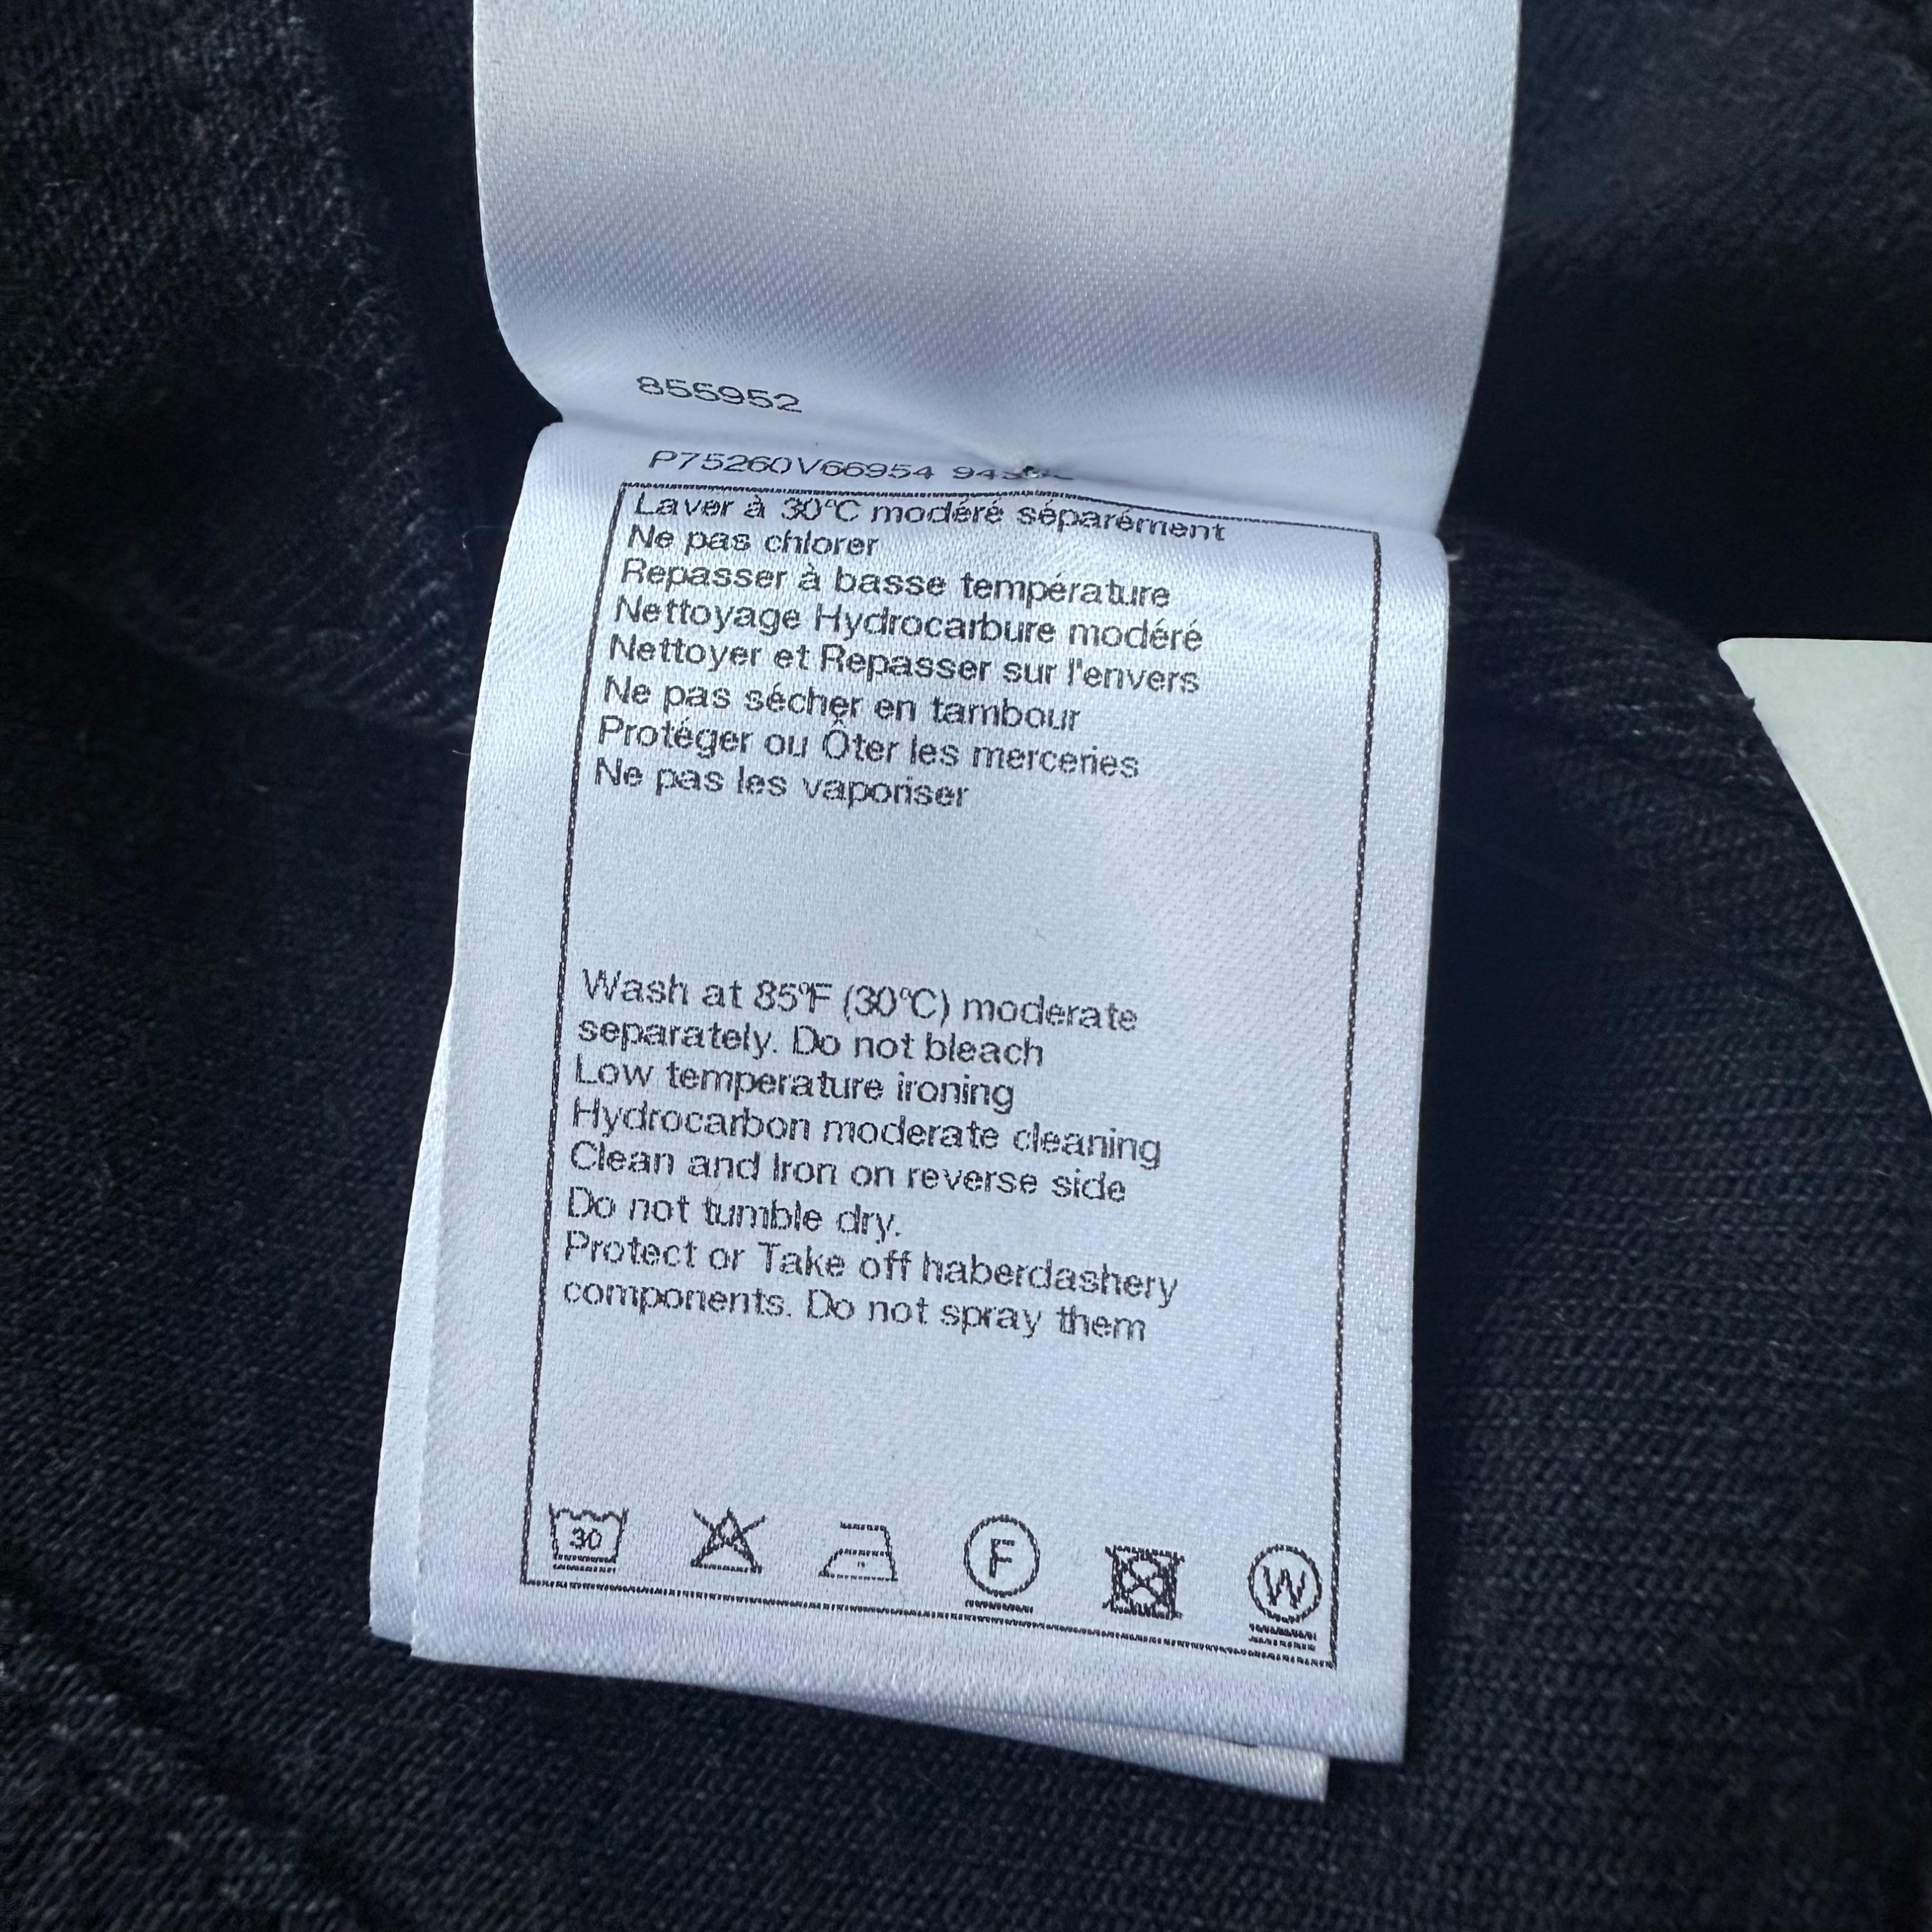 855952
P75260V66954
Laver à 30°C modéré séparément
Ne pas chlorer
Repasser à basse température
Nettoyage Hydrocarbure modéré
Nettoyer et Repasser sur l'envers
Ne pas sécher en tambour
Protéger ou Ôter les merceries
Ne pas les vaporiser
Wash at 85°F (30°C) moderate
separately. Do not bleach
Low temperature ironing
Hydrocarbon moderate cleaning
Clean and Iron on reverse side
Do not tumble dry.
Protect or Take off haberdashery
components. Do not spray them
30 F W